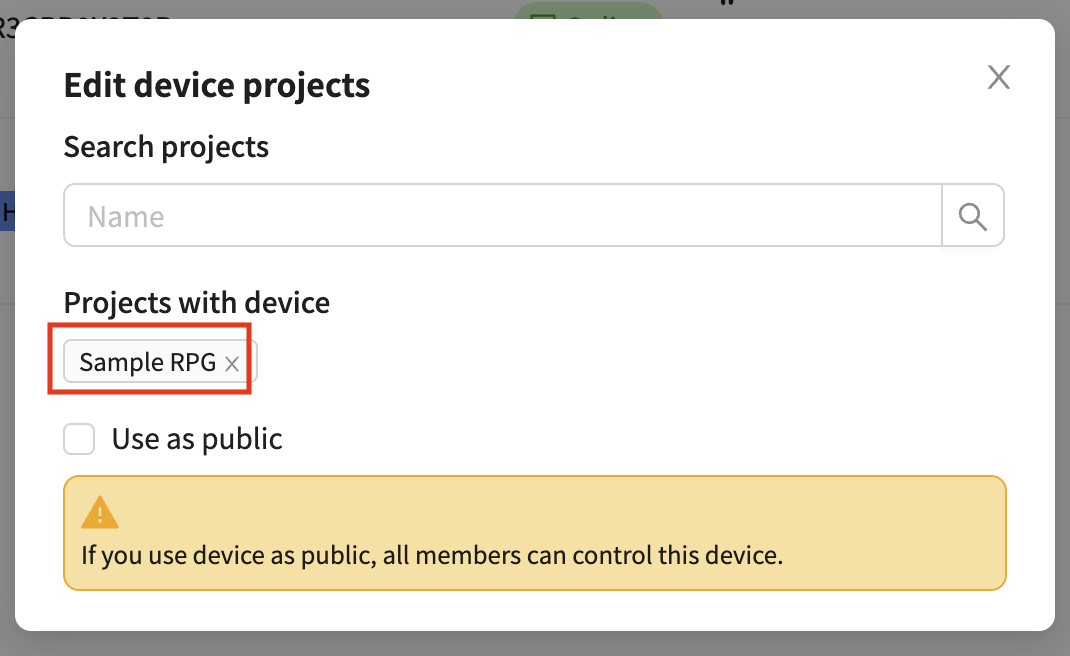 Edit device projects
Search projects
Name
Projects with device
Sample RPG
Use as public
If you use device as public, all members can control this device.